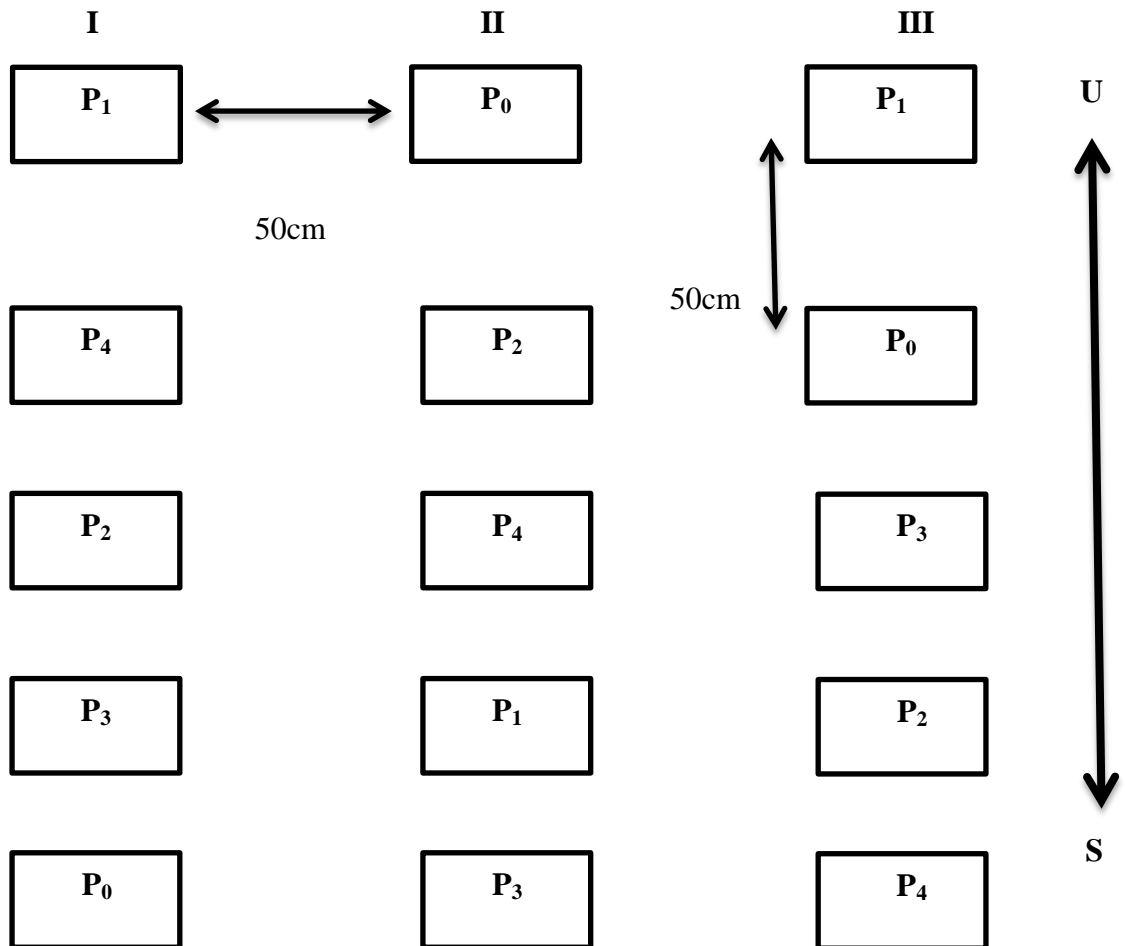 I II III
P₁ P₀ P₁ U
50cm
50cm
P₄ P₂ P₀
P₂ P₄ P₃
P₃ P₁ P₂
S
P₀ P₃ P₄